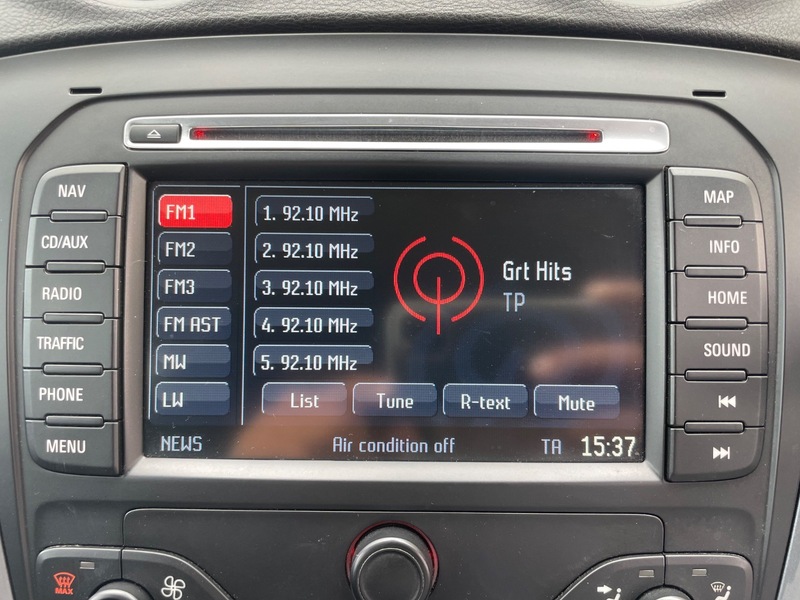 NAV
CD/AUX
RADIO
TRAFFIC
PHONE
MENU
FM1
FM2
FM3
FM AST
MW
LW
1. 92.10 MHz
2. 92.10 MHz
3. 92.10 MHz
4. 92.10 MHz
5. 92.10 MHz
Grt Hits
TP
List
Tune
R-text
Mute
NEWS
Air condition off
TA
15:37
MAP
INFO
HOME
SOUND
MAX